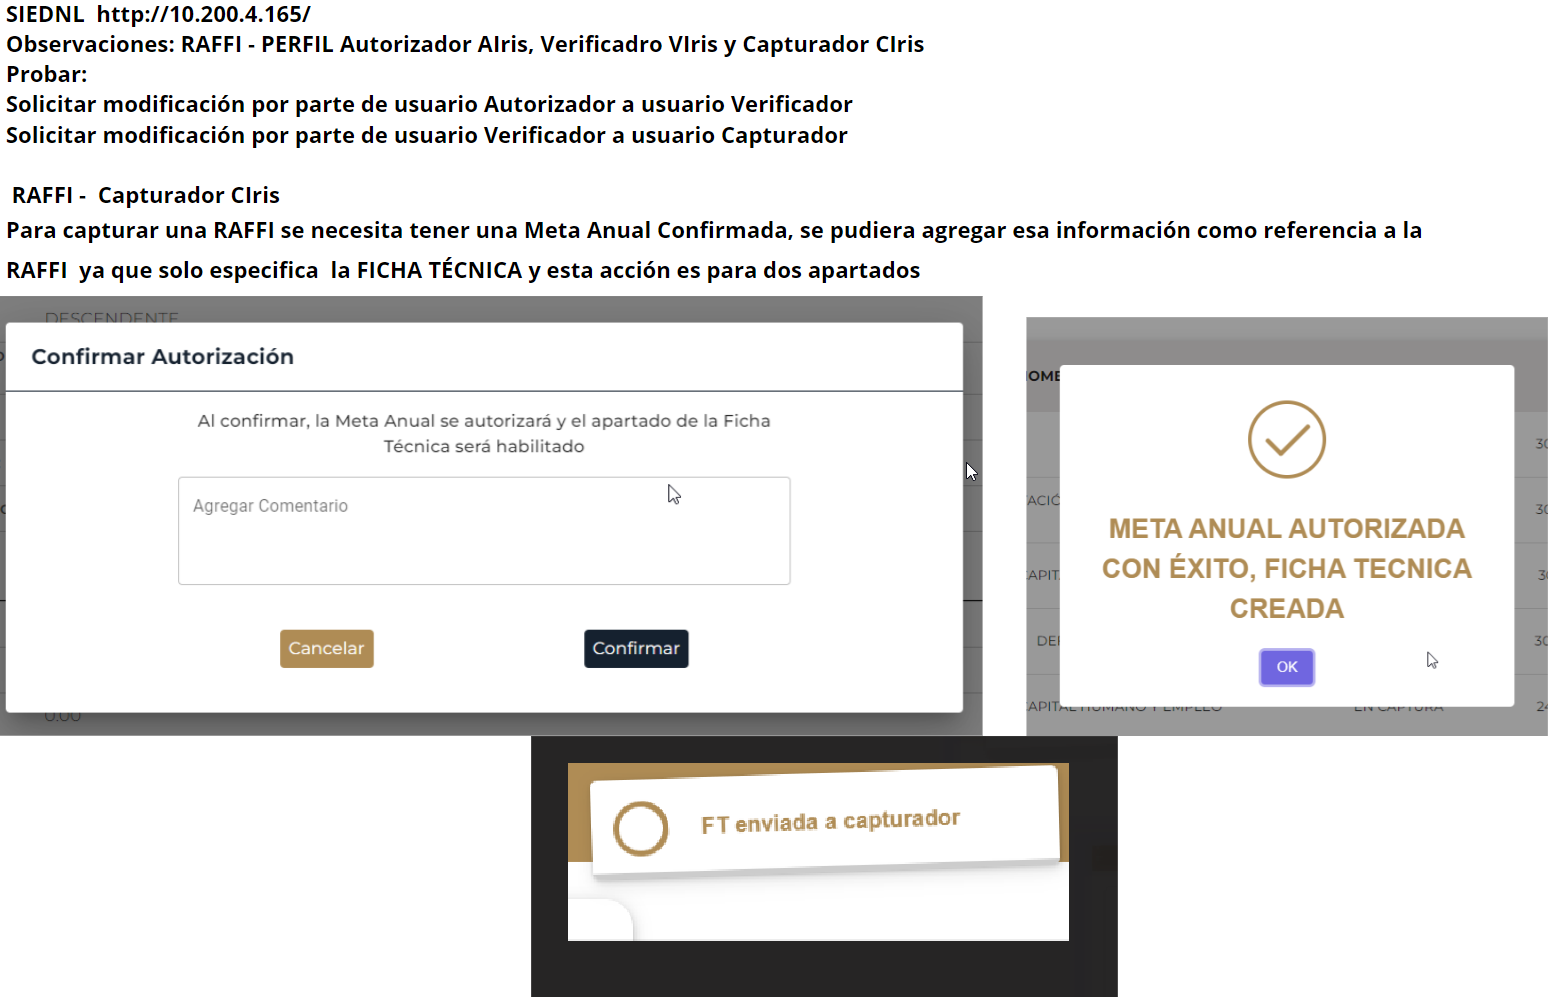 SIEDNL  http://10.200.4.165/
Observaciones: RAFFI - PERFIL Autorizador AIris, Verificadro VIris y Capturador CIris
Probar:
Solicitar modificación por parte de usuario Autorizador a usuario Verificador
Solicitar modificación por parte de usuario Verificador a usuario Capturador
RAFFI -  Capturador CIris
Para capturar una RAFFI se necesita tener una Meta Anual Confirmada, se pudiera agregar esa información como referencia a la
RAFFI  ya que solo especifica  la FICHA TÉCNICA y esta acción es para dos apartados
DESCENDENTE
Confirmar Autorización
Al confirmar, la Meta Anual se autorizará y el apartado de la Ficha
Técnica será habilitado
Agregar Comentario
Cancelar
Confirmar
0.00
META ANUAL AUTORIZADA
CON ÉXITO, FICHA TECNICA
CREADA
OK
CAPITAL HUMANO Y EMPLEO
EN CAPTURA
FT enviada a capturador